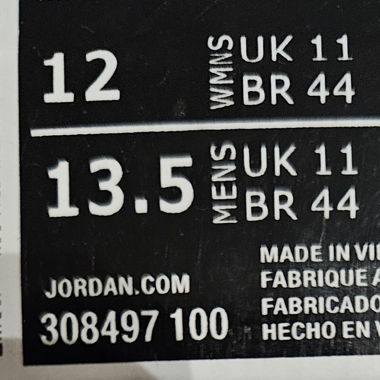 12 WMNS UK 11
BR 44
13.5 MENS UK 11
BR 44
MADE IN
JORDAN.COM FABRIQUE
308497 100 FABRICADO
HECHO EN